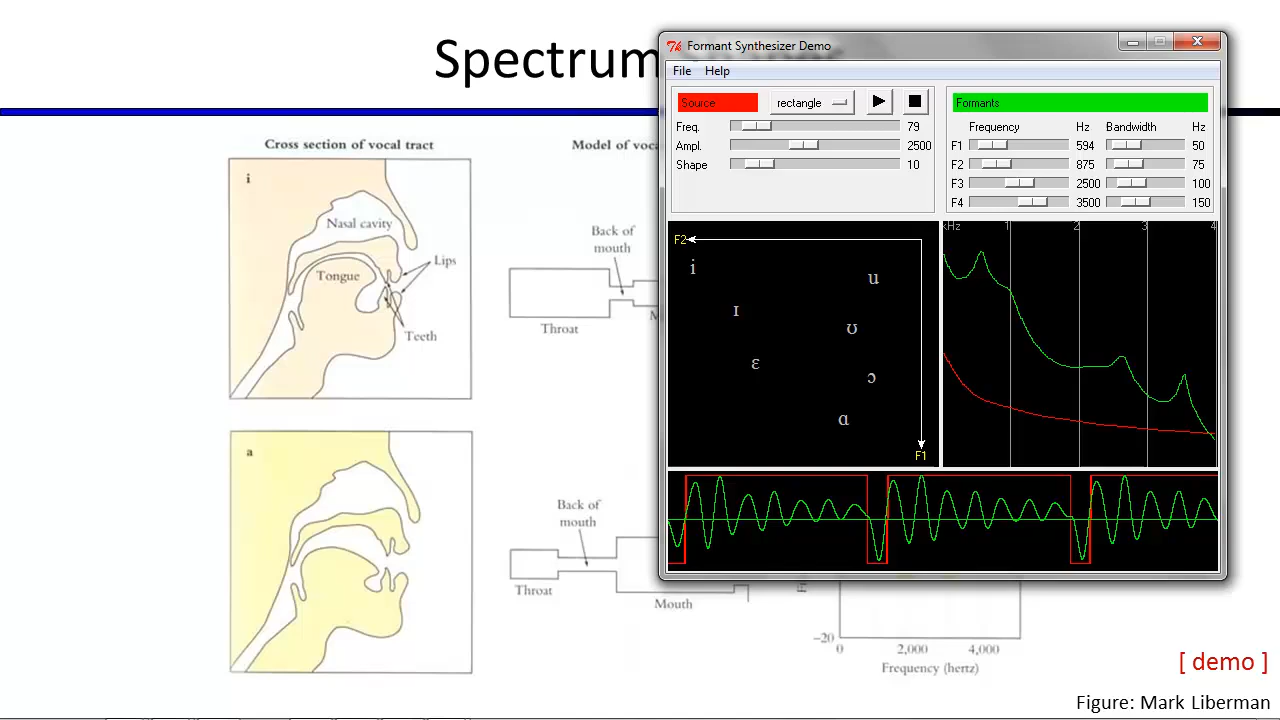 Spectrum
Formant Synthesizer Demo
File Help
Source
rectangle
Formants
Freq. 79
Ampl. 2500
Shape 10
Frequency Hz Bandwidth Hz
F1 594 50
F2 875 75
F3 2500 100
F4 3500 150
F2
i
u
ɪ
ʊ
ɛ
ɔ
ɑ
F1
kHz 1 2 3 4
Cross section of vocal tract
i
Nasal cavity
Tongue
Lips
Teeth
Model of voca
Back of
mouth
Throat
M
a
Back of
mouth
Throat
Mouth
−20
0 2,000 4,000
Frequency (hertz)
[ demo ]
Figure: Mark Liberman